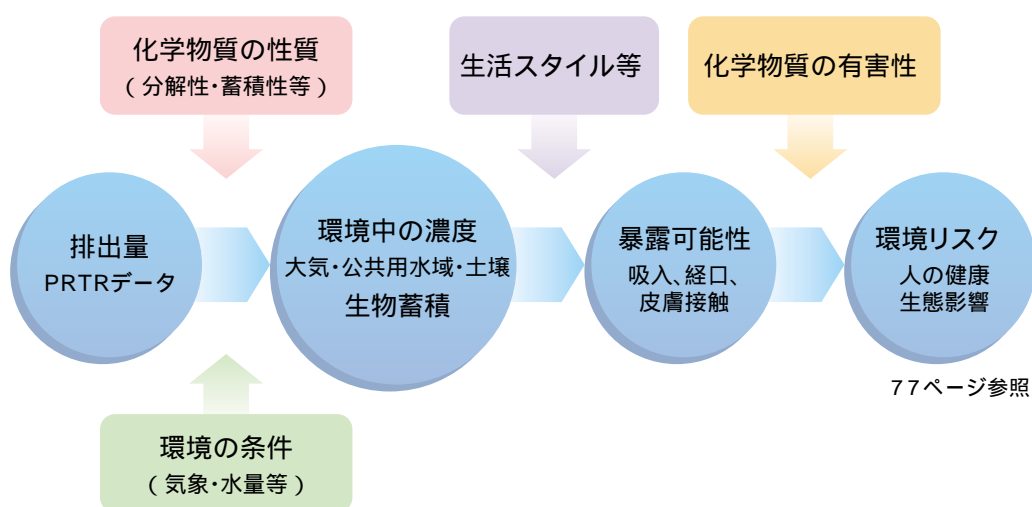 化学物質の性質
(分解性・蓄積性等)
生活スタイル等
化学物質の有害性
排出量
PRTRデータ
環境中の濃度
大気・公共用水域・土壌
生物蓄積
暴露可能性
吸入、経口、
皮膚接触
環境リスク
人の健康
生態影響
77ページ参照
環境の条件
(気象・水量等)